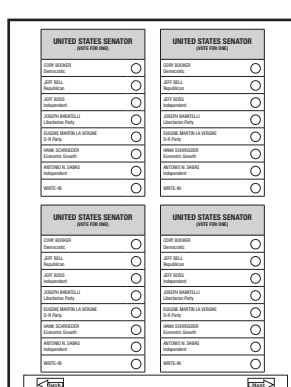 UNITED STATES SENATOR
(VOTE FOR ONE)
CORY BOOKER
Democratic
JEFF BELL
Republican
JEFF BOSS
Independent
JOSEPH BARATELLI
Libertarian Party
EUGENE MARTIN LA VERGNE
D-R Party
HANK SCHROEDER
Economic Growth
ANTONIO N. SABAS
Independent
WRITE-IN
UNITED STATES SENATOR
(VOTE FOR ONE)
CORY BOOKER
Democratic
JEFF BELL
Republican
JEFF BOSS
Independent
JOSEPH BARATELLI
Libertarian Party
EUGENE MARTIN LA VERGNE
D-R Party
HANK SCHROEDER
Economic Growth
ANTONIO N. SABAS
Independent
WRITE-IN
UNITED STATES SENATOR
(VOTE FOR ONE)
CORY BOOKER
Democratic
JEFF BELL
Republican
JEFF BOSS
Independent
JOSEPH BARATELLI
Libertarian Party
EUGENE MARTIN LA VERGNE
D-R Party
HANK SCHROEDER
Economic Growth
ANTONIO N. SABAS
Independent
WRITE-IN
UNITED STATES SENATOR
(VOTE FOR ONE)
CORY BOOKER
Democratic
JEFF BELL
Republican
JEFF BOSS
Independent
JOSEPH BARATELLI
Libertarian Party
EUGENE MARTIN LA VERGNE
D-R Party
HANK SCHROEDER
Economic Growth
ANTONIO N. SABAS
Independent
WRITE-IN
Back
Next